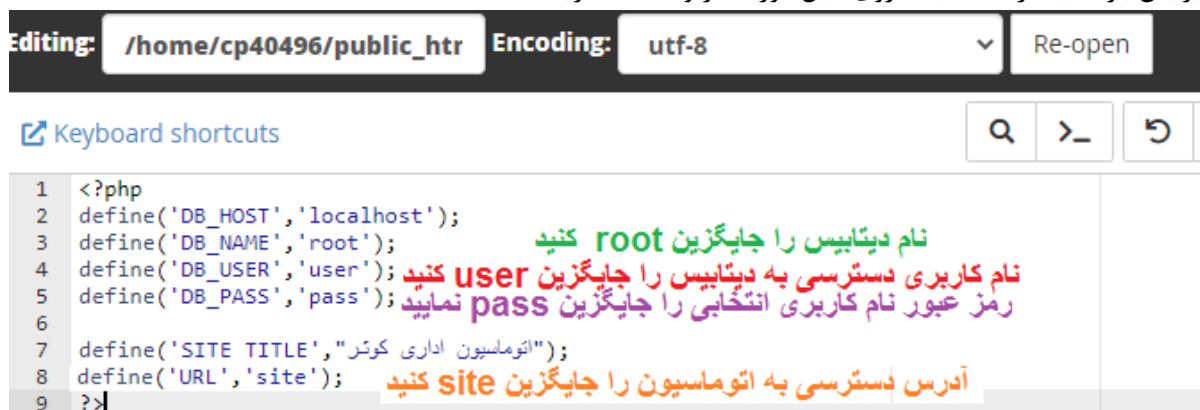 Editing: /home/cp40496/public_htr Encoding: utf-8 Re-open
Keyboard shortcuts
1 <?php
2 define('DB_HOST','localhost');
3 define('DB_NAME','root'); نام دیتابیس را جایگزین root کنید
4 define('DB_USER','user'); نام کاربری دسترسی به دیتابیس را جایگزین user کنید
5 define('DB_PASS','pass'); رمز عبور نام کاربری انتخابی را جایگزین pass نمایید
6
7 define('SITE TITLE',"اتوماسیون اداری کوثر");
8 define('URL','site'); آدرس دسترسی به اتوماسیون را جایگزین site کنید
9 ?>